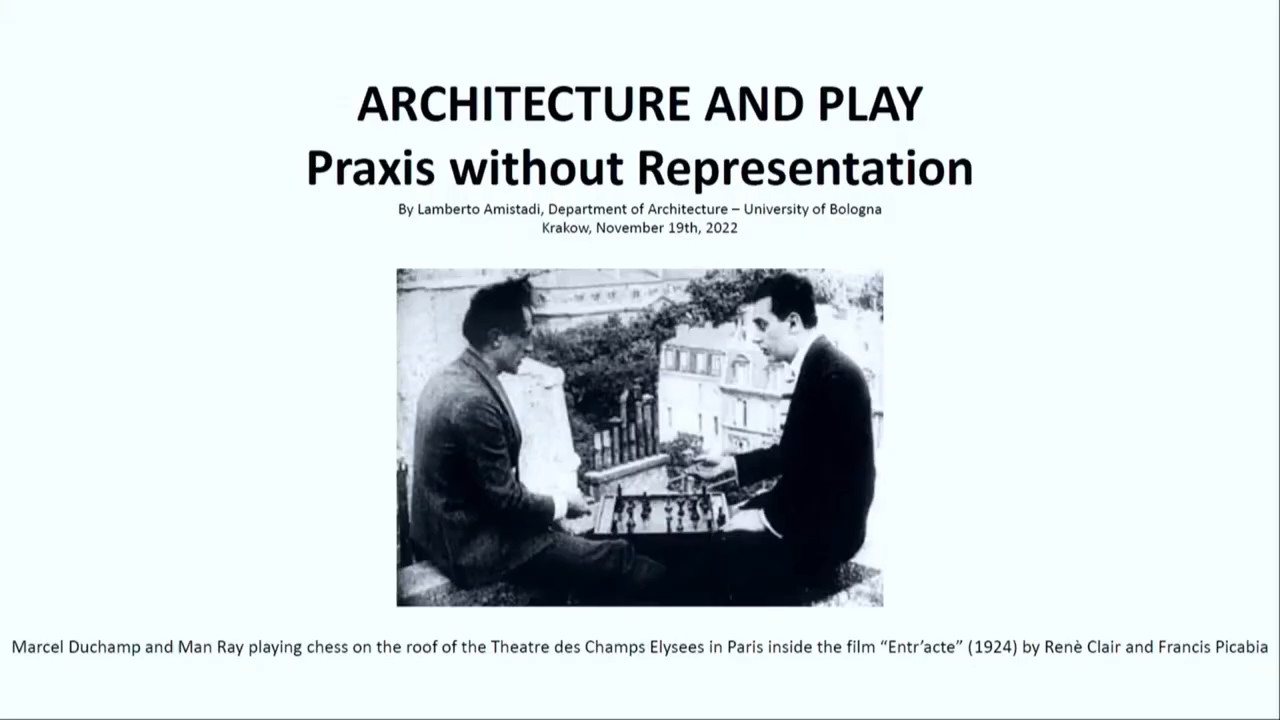 ARCHITECTURE AND PLAY
Praxis without Representation
By Lamberto Amistadi, Department of Architecture – University of Bologna
Krakow, November 19th, 2022
Marcel Duchamp and Man Ray playing chess on the roof of the Theatre des Champs Elysees in Paris inside the film “Entr’acte” (1924) by Renè Clair and Francis Picabia